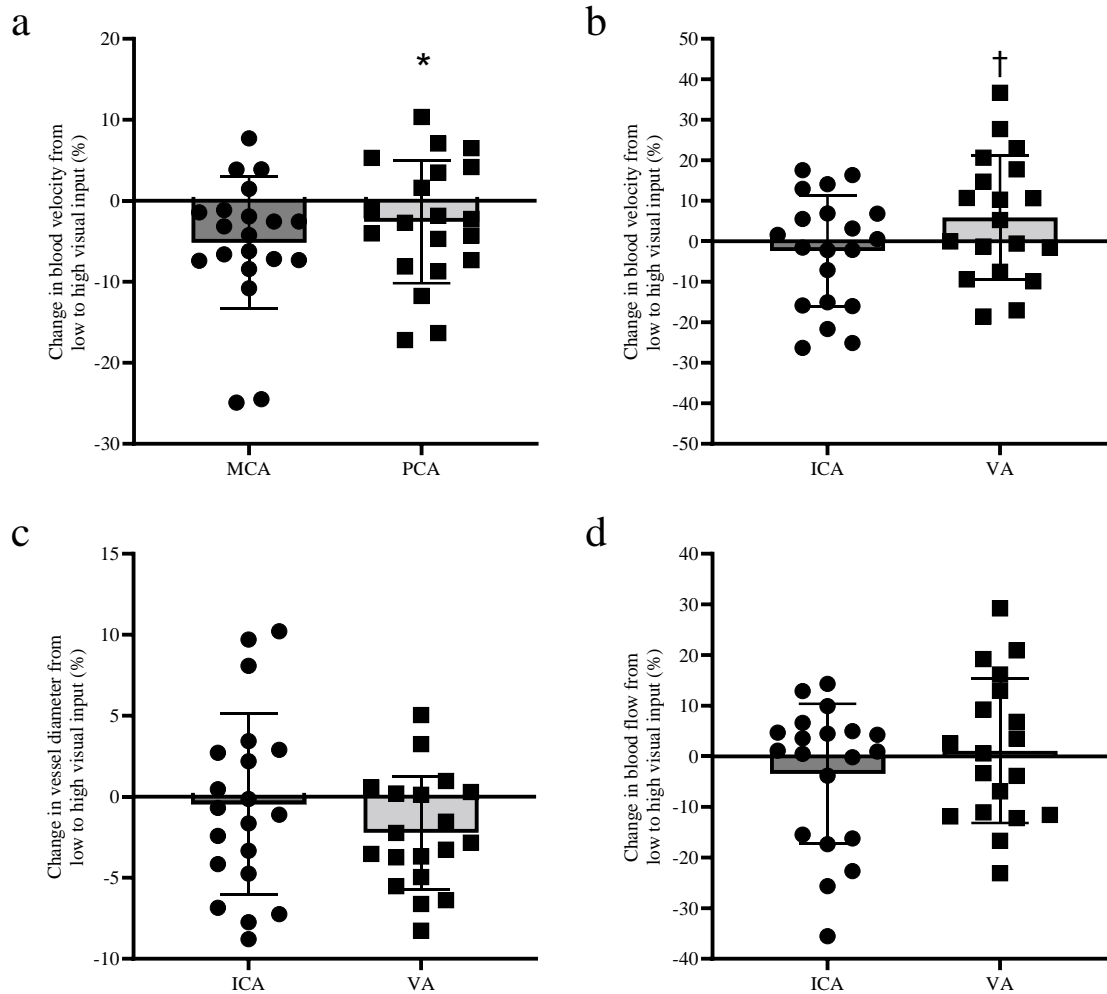 a
Change in blood velocity from
low to high visual input (%)
20
10
0
-10
-20
-30
*
MCA
PCA
b
Change in blood velocity from
low to high visual input (%)
50
40
30
20
10
0
-10
-20
-30
-40
-50
†
ICA
VA
c
Change in vessel diameter from
low to high visual input (%)
15
10
5
0
-5
-10
ICA
VA
d
Change in blood flow from
low to high visual input (%)
40
30
20
10
0
-10
-20
-30
-40
ICA
VA